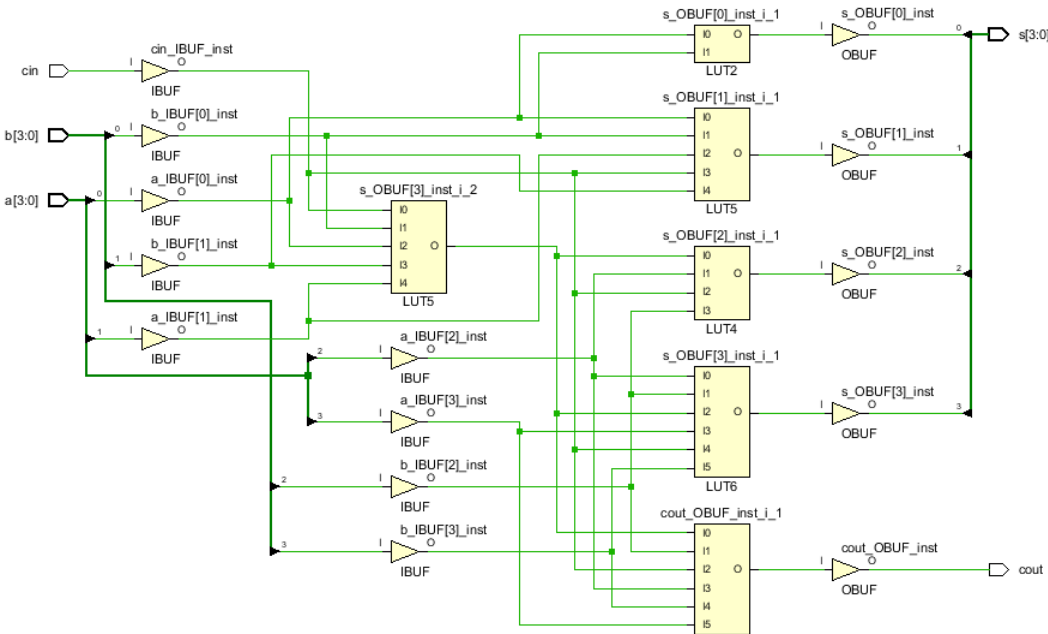 s_OBUF[0]_inst_i_1
s_OBUF[0]_inst
I0
O
I
O
0
s[3:0]
I1
OBUF
LUT2
cin_IBUF_inst
cin
I
O
IBUF
s_OBUF[1]_inst_i_1
b_IBUF[0]_inst
b[3:0]
0
I
O
IBUF
I0
I1
I2
O
I3
I4
LUT5
s_OBUF[1]_inst
I
O
1
OBUF
a_IBUF[0]_inst
a[3:0]
0
I
O
IBUF
s_OBUF[3]_inst_i_2
I0
I1
I2
O
I3
I4
LUT5
b_IBUF[1]_inst
1
I
O
IBUF
s_OBUF[2]_inst_i_1
I0
I1
O
I2
I3
LUT4
s_OBUF[2]_inst
I
O
2
OBUF
a_IBUF[1]_inst
1
I
O
IBUF
a_IBUF[2]_inst
2
I
O
IBUF
s_OBUF[3]_inst_i_1
I0
I1
I2
O
I3
I4
I5
LUT6
s_OBUF[3]_inst
I
O
3
OBUF
a_IBUF[3]_inst
3
I
O
IBUF
b_IBUF[2]_inst
2
I
O
IBUF
b_IBUF[3]_inst
3
I
O
IBUF
cout_OBUF_inst_i_1
I0
I1
I2
O
I3
I4
I5
cout_OBUF_inst
I
O
cout
OBUF